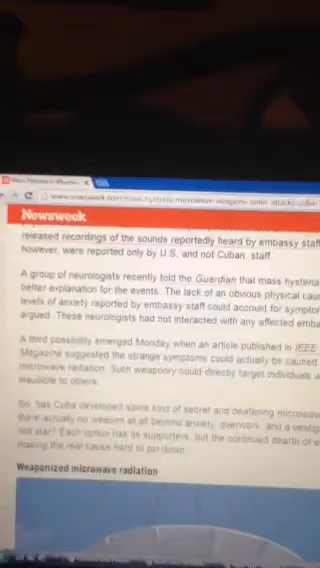 www.newsweek.com
Newsweek
released recordings of the sounds reportedly heard by embassy staf
however, were reported only by U.S. and not Cuban, staff.
A group of neurologists recently told the Guardian that mass hysteria
better explanation for the events. The lack of an obvious physical cau
levels of anxiety reported by embassy staff could account for symptor
argued. These neurologists had not interacted with any affected emba
A third possibility emerged Monday when an article published in IEEE
Magazine suggested the strange symptoms could actually be caused
microwave radiation. Such weaponry could directly target individuals w
inaudible to others.
So, has Cuba developed some kind of secret and deafening microwav
there actually no weapon at all beyond anxiety, overwork, and a vestig
red star? Each option has its supporters, but the continued dearth of e
making the real cause hard to pin down.
Weaponized microwave radiation